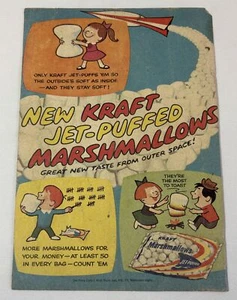 ONLY KRAFT JET-PUFFS 'EM SO
THE OUTSIDE'S SOFT AS INSIDE
—AND THEY STAY SOFT!
NEW KRAFT
JET-PUFFED
MARSHMALLOWS
GREAT NEW TASTE FROM OUTER SPACE!
THEY'RE
THE MOST
TO TOAST
MORE MARSHMALLOWS FOR
YOUR MONEY—AT LEAST 50
IN EVERY BAG—COUNT 'EM
Marshmallows